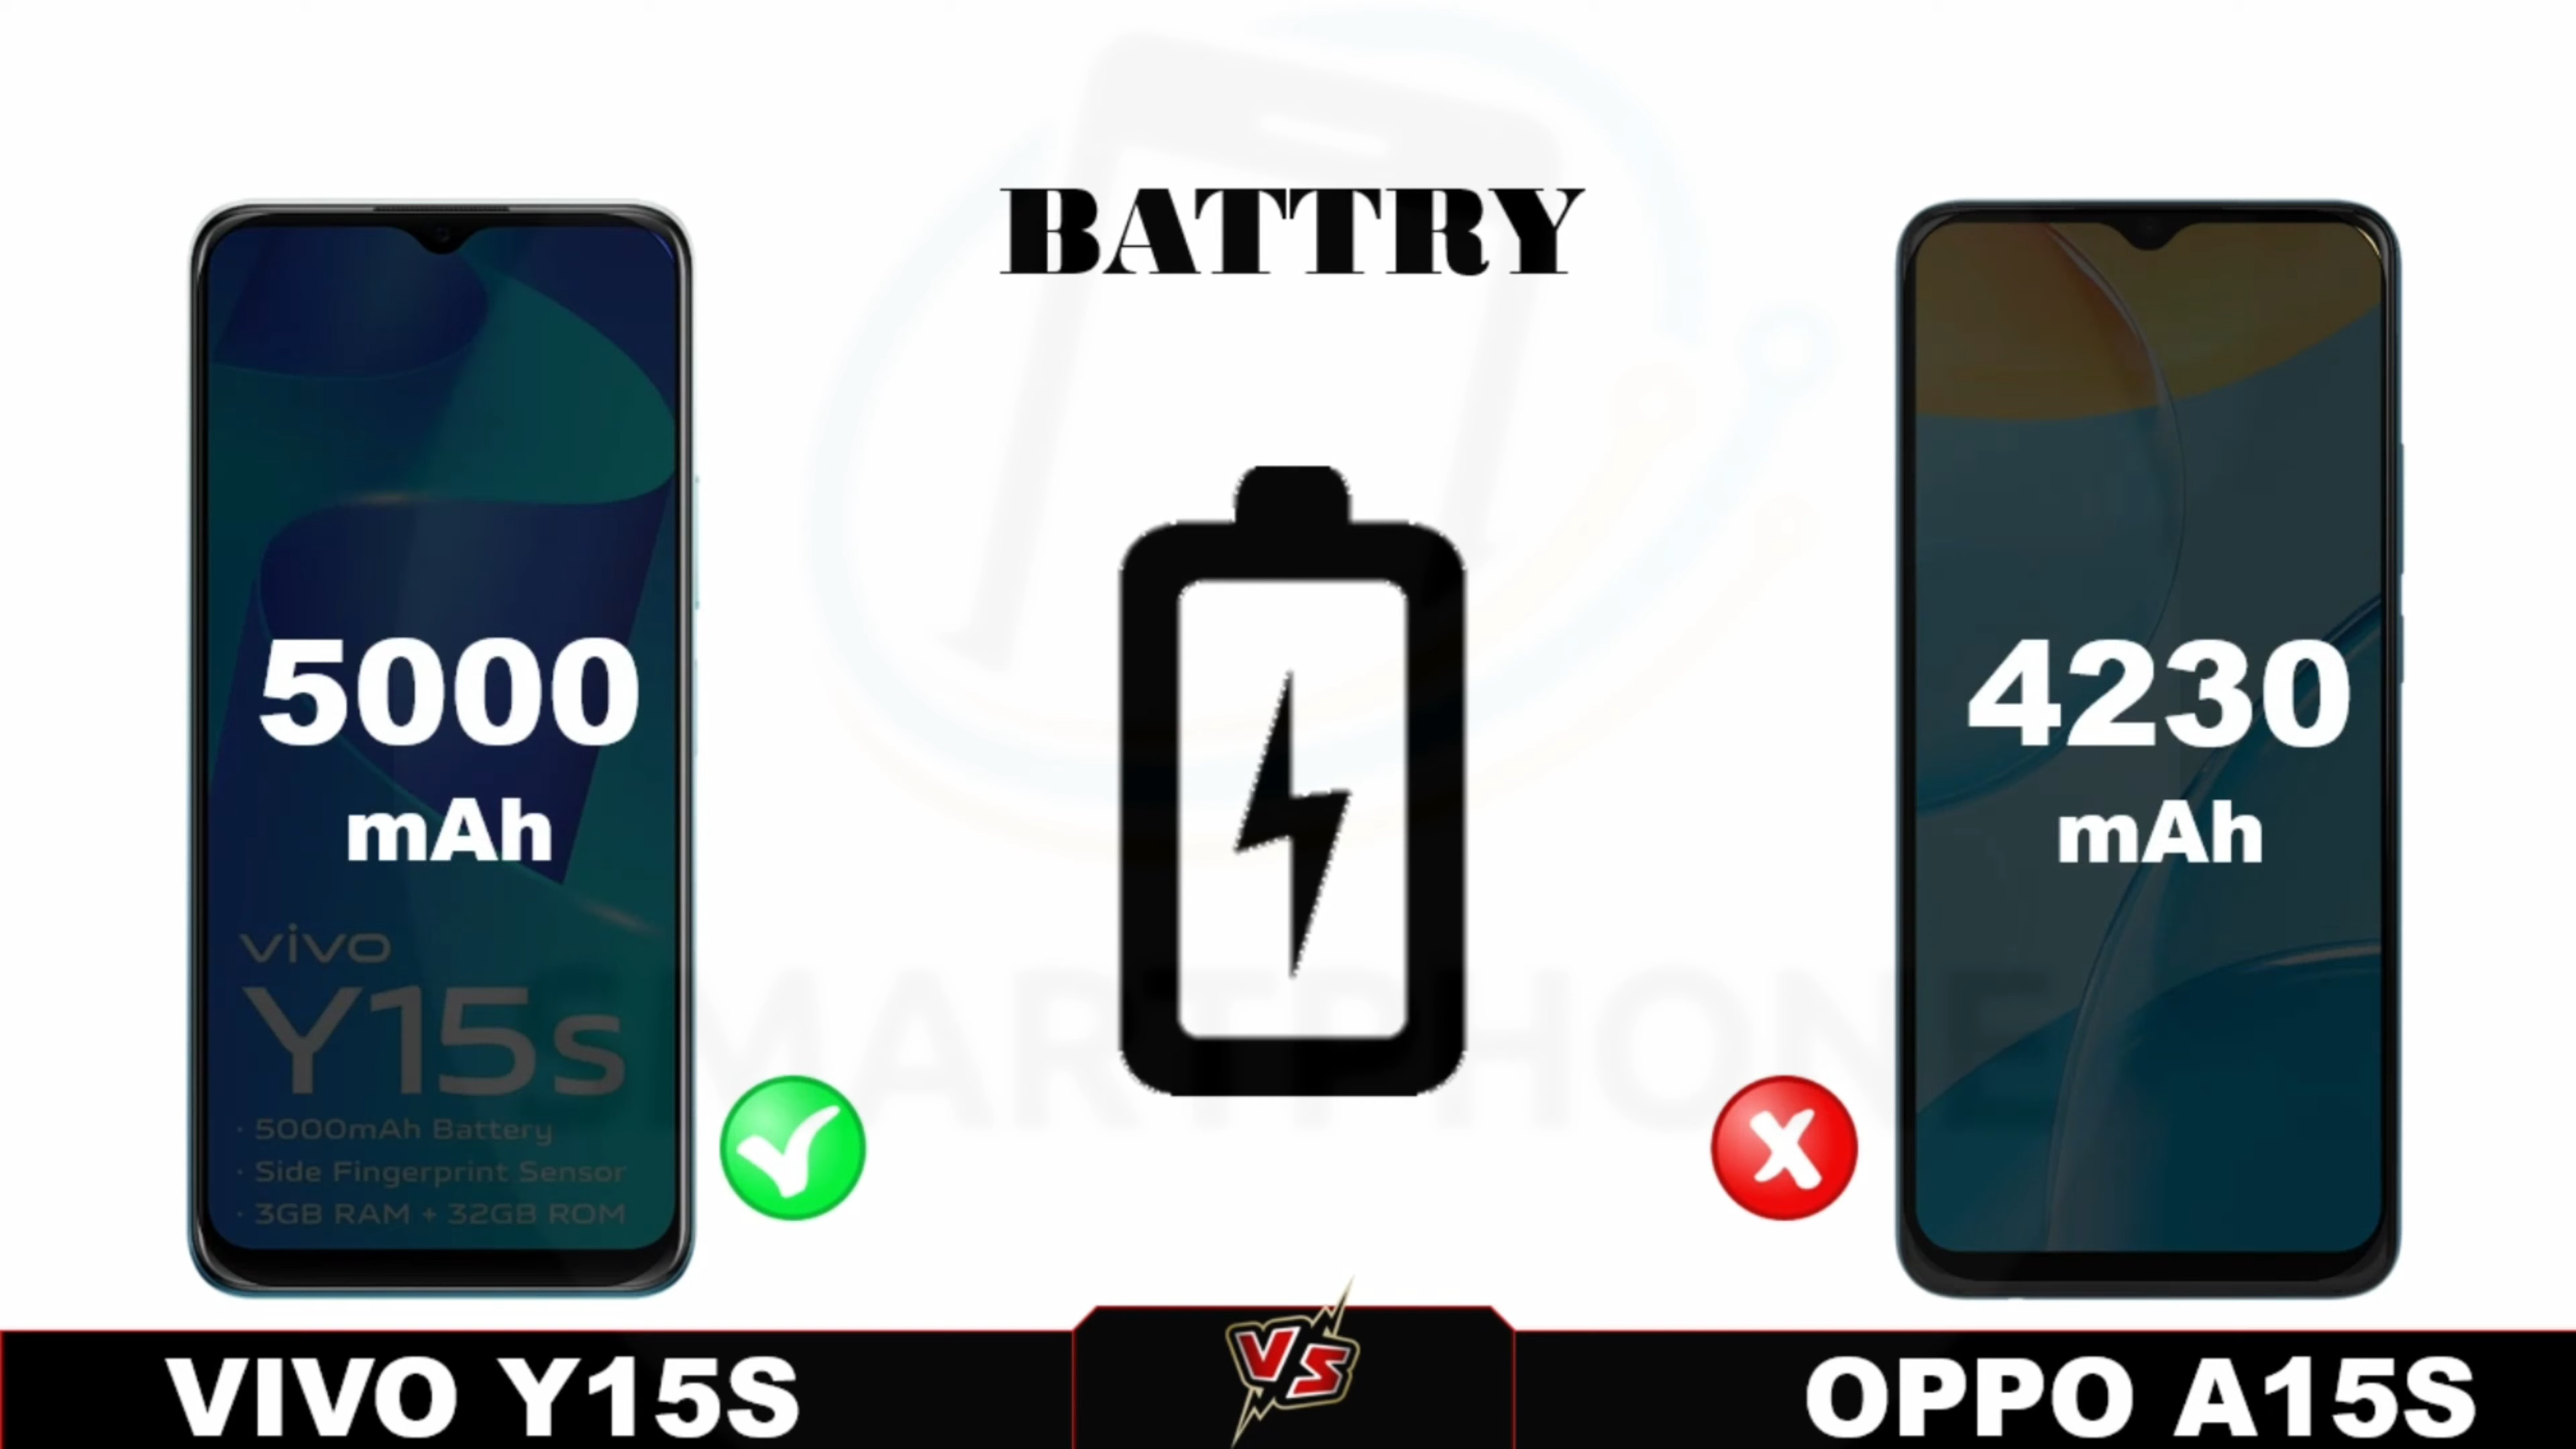 BATTRY
5000
mAh
vivo
Y15s
· 5000mAh Battery
· Side Fingerprint Sensor
· 3GB RAM + 32GB ROM
4230
mAh
SMARTPHONE
VIVO Y15S
VS
OPPO A15S